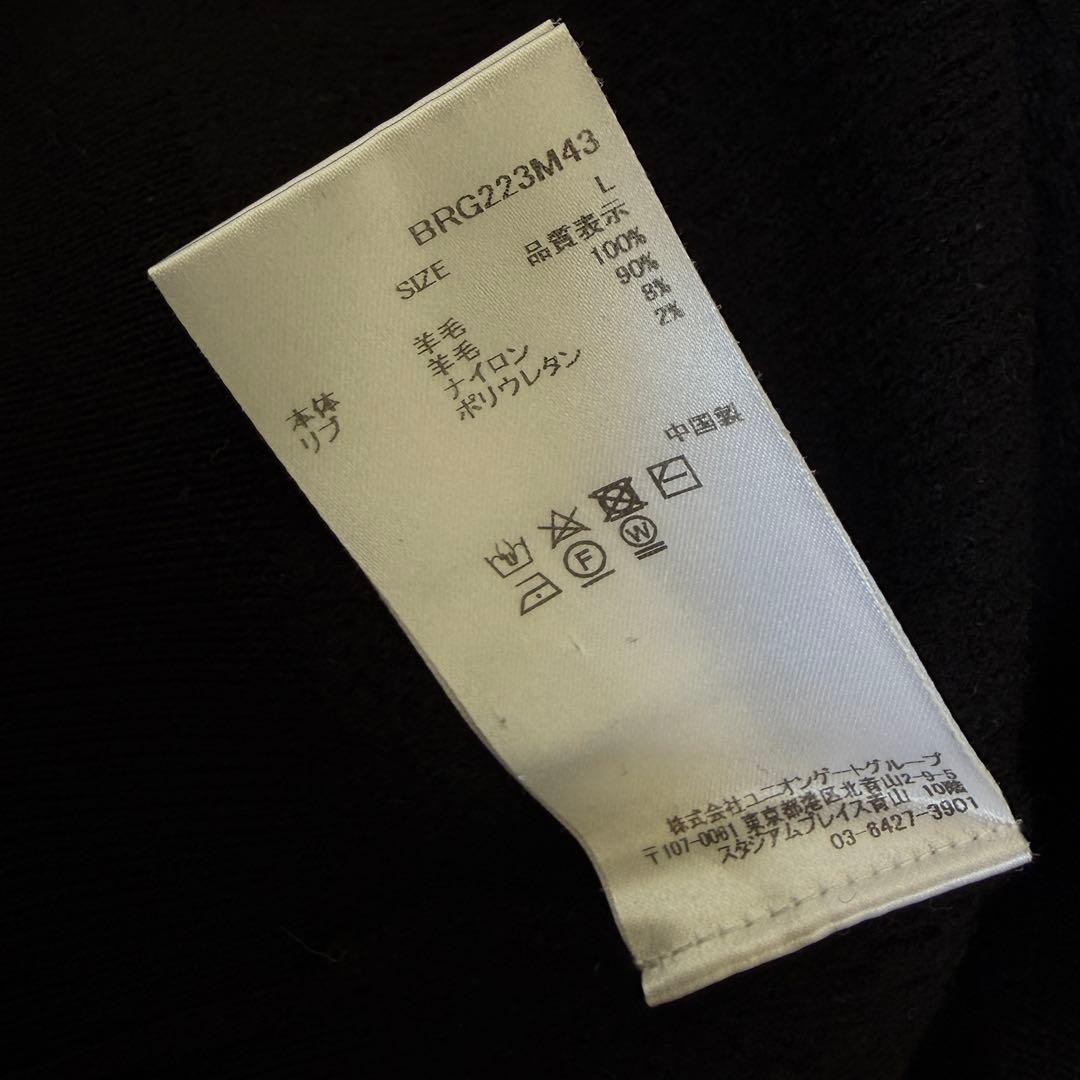 BRG223M43
SIZE L
品質表示
本体 羊毛 100%
リブ 羊毛 90%
ナイロン 8%
ポリウレタン 2%
中国製
F W
株式会社ユニオンゲートグループ
〒107-0061 東京都港区北青山2-9-5
スタジアムプレイス青山 10階
03-6427-3901